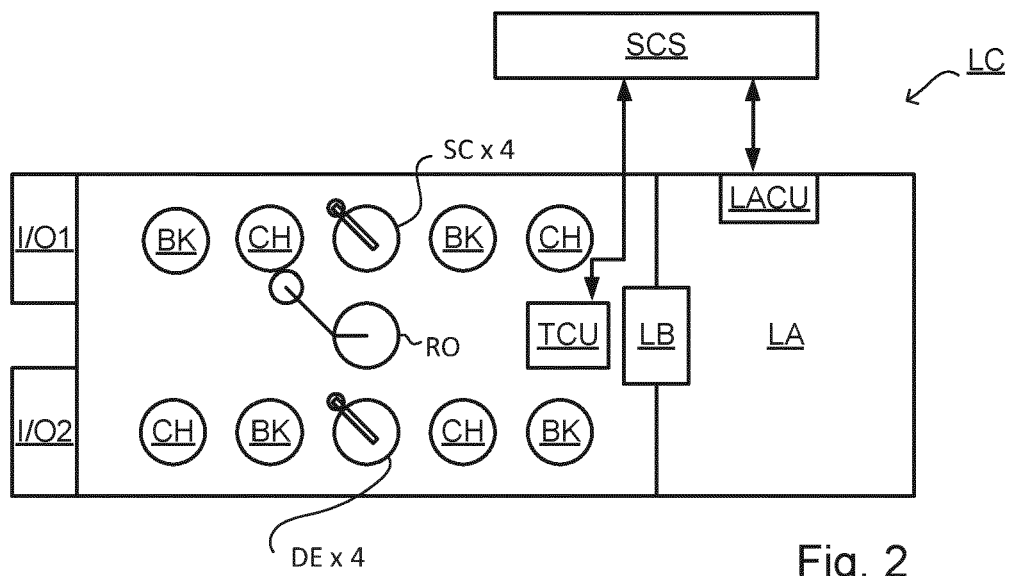 SCS
LC
SC x 4
I/O1
BK
CH
BK
CH
LACU
TCU
LB
LA
RO
I/O2
CH
BK
CH
BK
DE x 4
Fig. 2